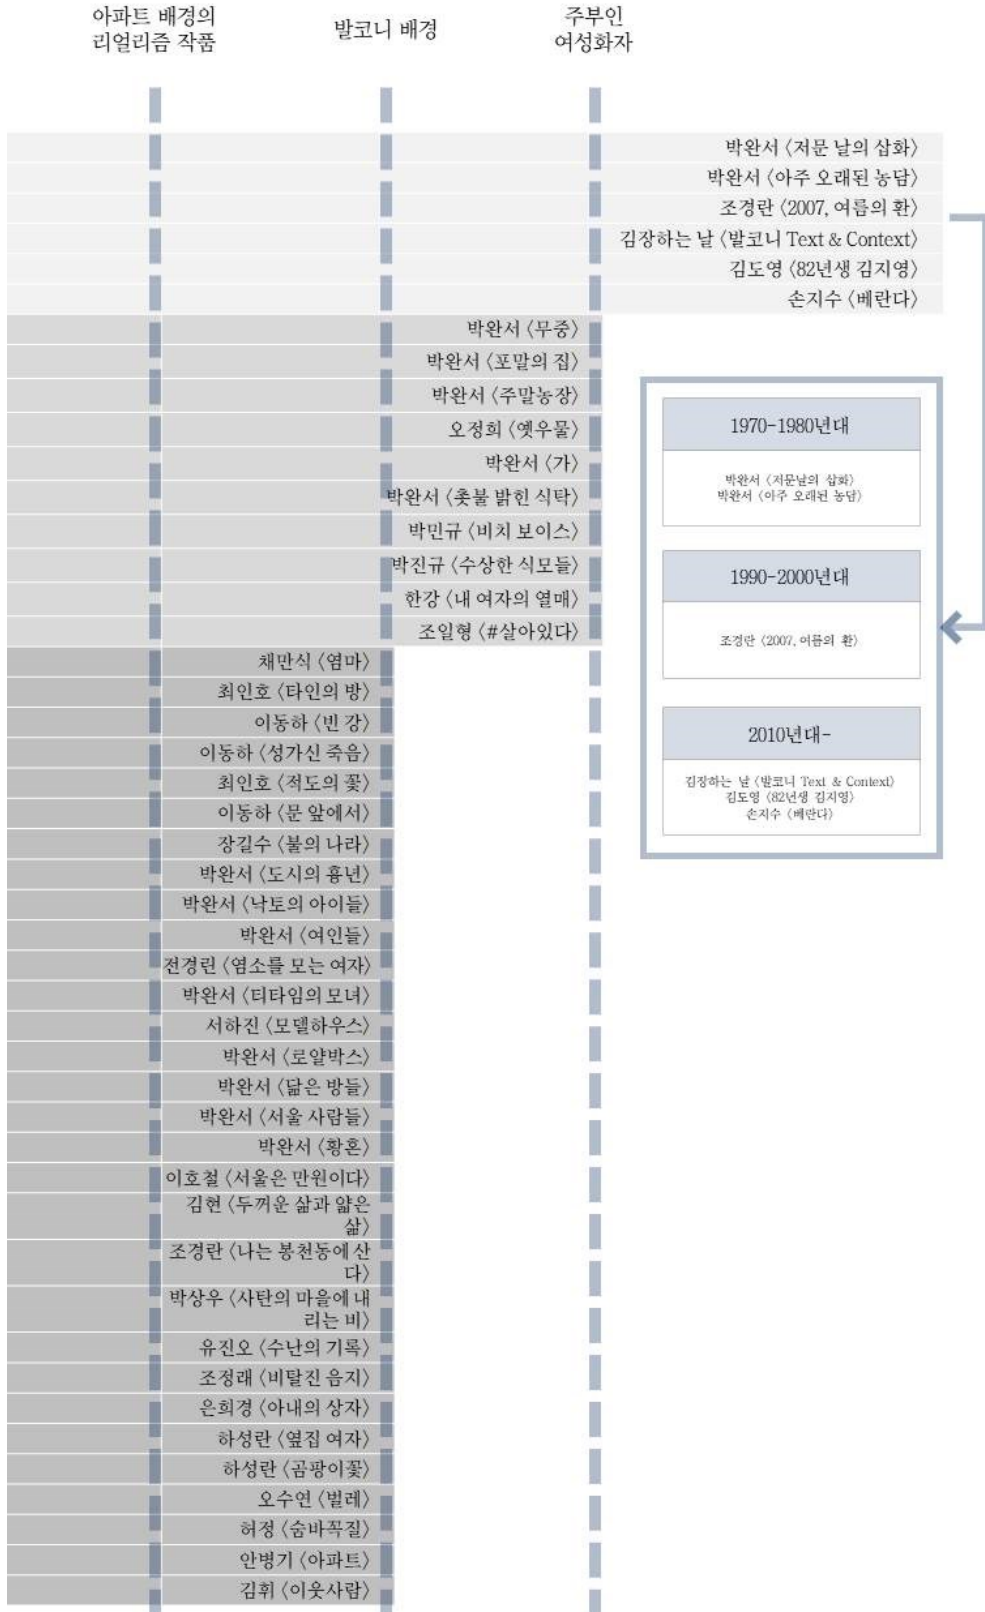 아파트 배경의
리얼리즘 작품
발코니 배경
주부인
여성화자
박완서 〈저문 날의 삽화〉
박완서 〈아주 오래된 농담〉
조경란 〈2007, 여름의 환〉
김장하는 날 〈발코니 Text & Context〉
김도영 〈82년생 김지영〉
손지수 〈베란다〉
박완서 〈무중〉
박완서 〈포말의 집〉
박완서 〈주말농장〉
오정희 〈옛우물〉
박완서 〈가〉
박완서 〈촛불 밝힌 식탁〉
박민규 〈비치 보이스〉
박진규 〈수상한 식모들〉
한강 〈내 여자의 열매〉
조일형 〈#살아있다〉
채만식 〈염마〉
최인호 〈타인의 방〉
이동하 〈빈 강〉
이동하 〈성가신 죽음〉
최인호 〈적도의 꽃〉
이동하 〈문 앞에서〉
장길수 〈불의 나라〉
박완서 〈도시의 흉년〉
박완서 〈낙토의 아이들〉
박완서 〈여인들〉
전경린 〈염소를 모는 여자〉
박완서 〈티타임의 모녀〉
서하진 〈모델하우스〉
박완서 〈로얄박스〉
박완서 〈닮은 방들〉
박완서 〈서울 사람들〉
박완서 〈황혼〉
이호철 〈서울은 만원이다〉
김현 〈두꺼운 삶과 얇은
삶〉
조경란 〈나는 봉천동에 산
다〉
박상우 〈사탄의 마을에 내
리는 비〉
유진오 〈수난의 기록〉
조정래 〈비탈진 음지〉
은희경 〈아내의 상자〉
하성란 〈옆집 여자〉
하성란 〈곰팡이꽃〉
오수연 〈벌레〉
허정 〈숨바꼭질〉
안병기 〈아파트〉
김휘 〈이웃사람〉
1970-1980년대
박완서 〈저문날의 삽화〉
박완서 〈아주 오래된 농담〉
1990-2000년대
조경란 〈2007, 여름의 환〉
2010년대-
김장하는 날 〈발코니 Text & Context〉
김도영 〈82년생 김지영〉
손지수 〈베란다〉